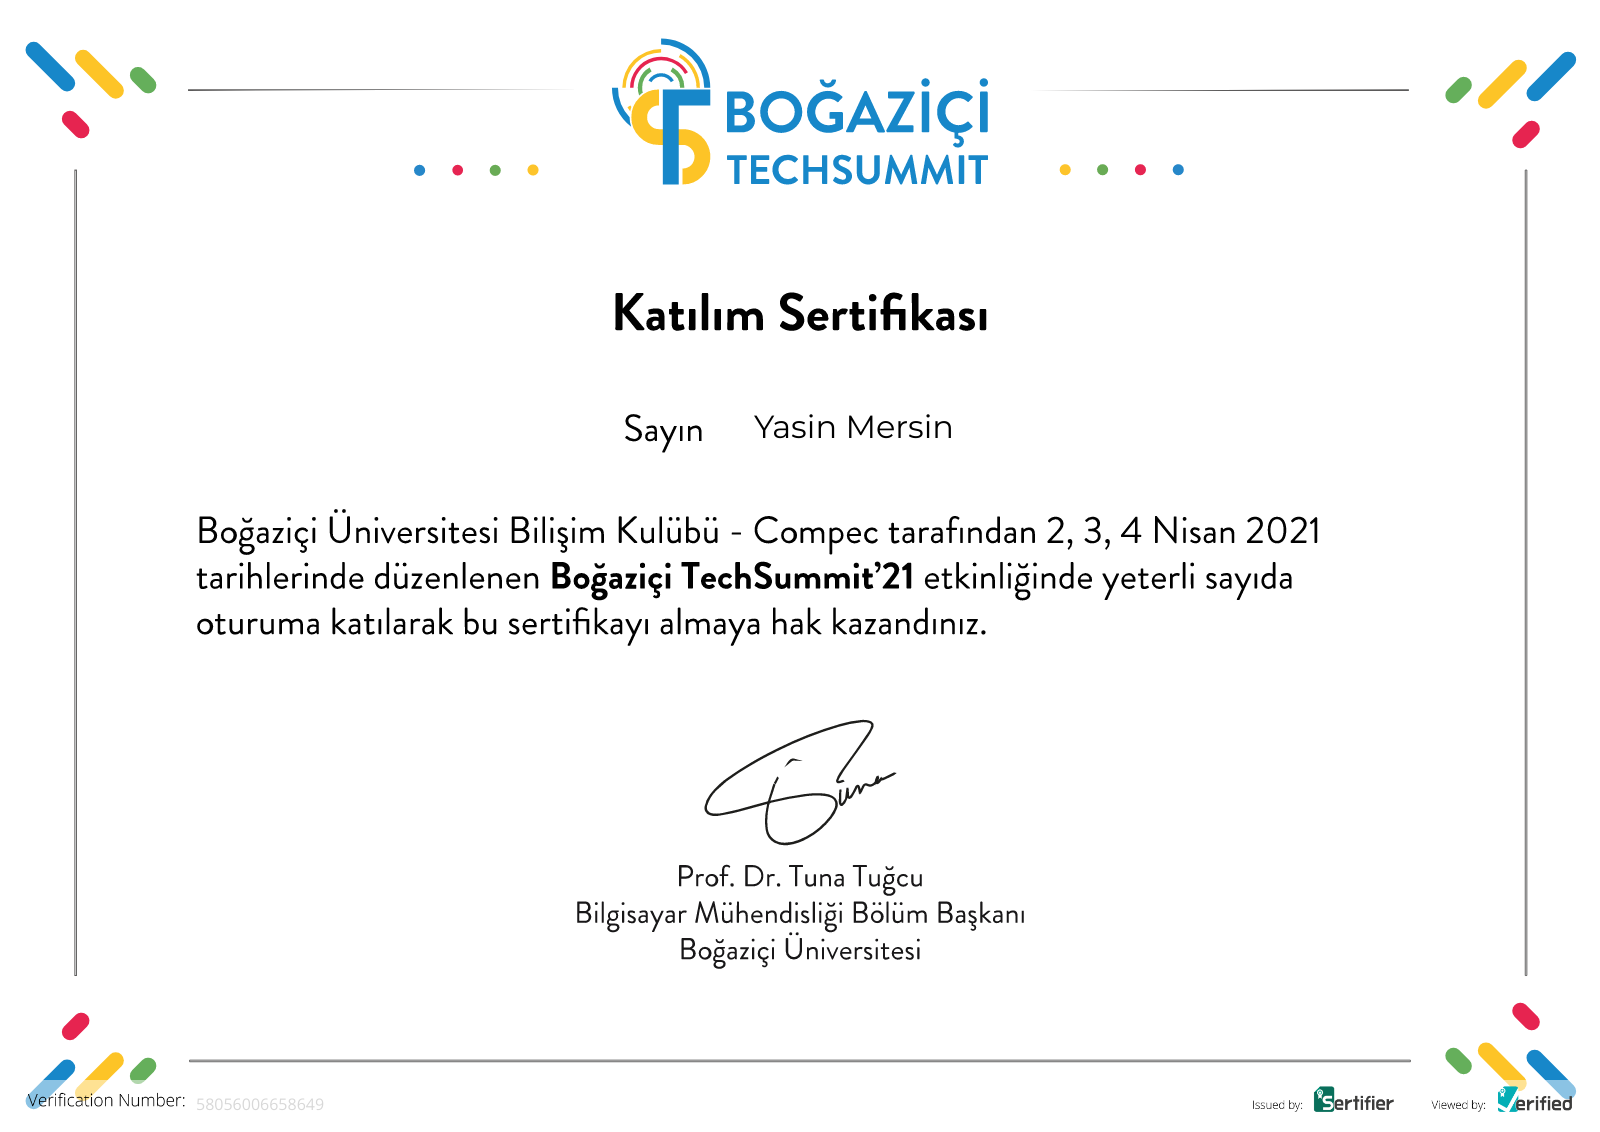 BOĞAZİÇİ
TECHSUMMIT
Katılım Sertifikası
Sayın Yasin Mersin
Boğaziçi Üniversitesi Bilişim Kulübü - Compec tarafından 2, 3, 4 Nisan 2021
tarihlerinde düzenlenen Boğaziçi TechSummit’21 etkinliğinde yeterli sayıda
oturuma katılarak bu sertifikayı almaya hak kazandınız.
Prof. Dr. Tuna Tuğcu
Bilgisayar Mühendisliği Bölüm Başkanı
Boğaziçi Üniversitesi
Verification Number: 58056006658649
Issued by: Sertifier
Viewed by: Verified